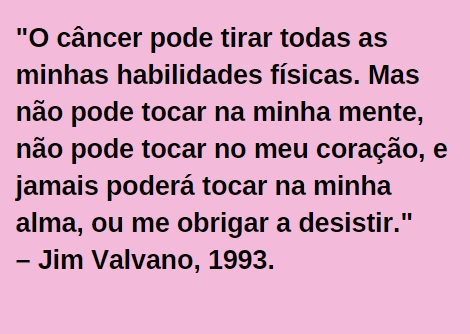 "O câncer pode tirar todas as
minhas habilidades físicas. Mas
não pode tocar na minha mente,
não pode tocar no meu coração, e
jamais poderá tocar na minha
alma, ou me obrigar a desistir."
– Jim Valvano, 1993.